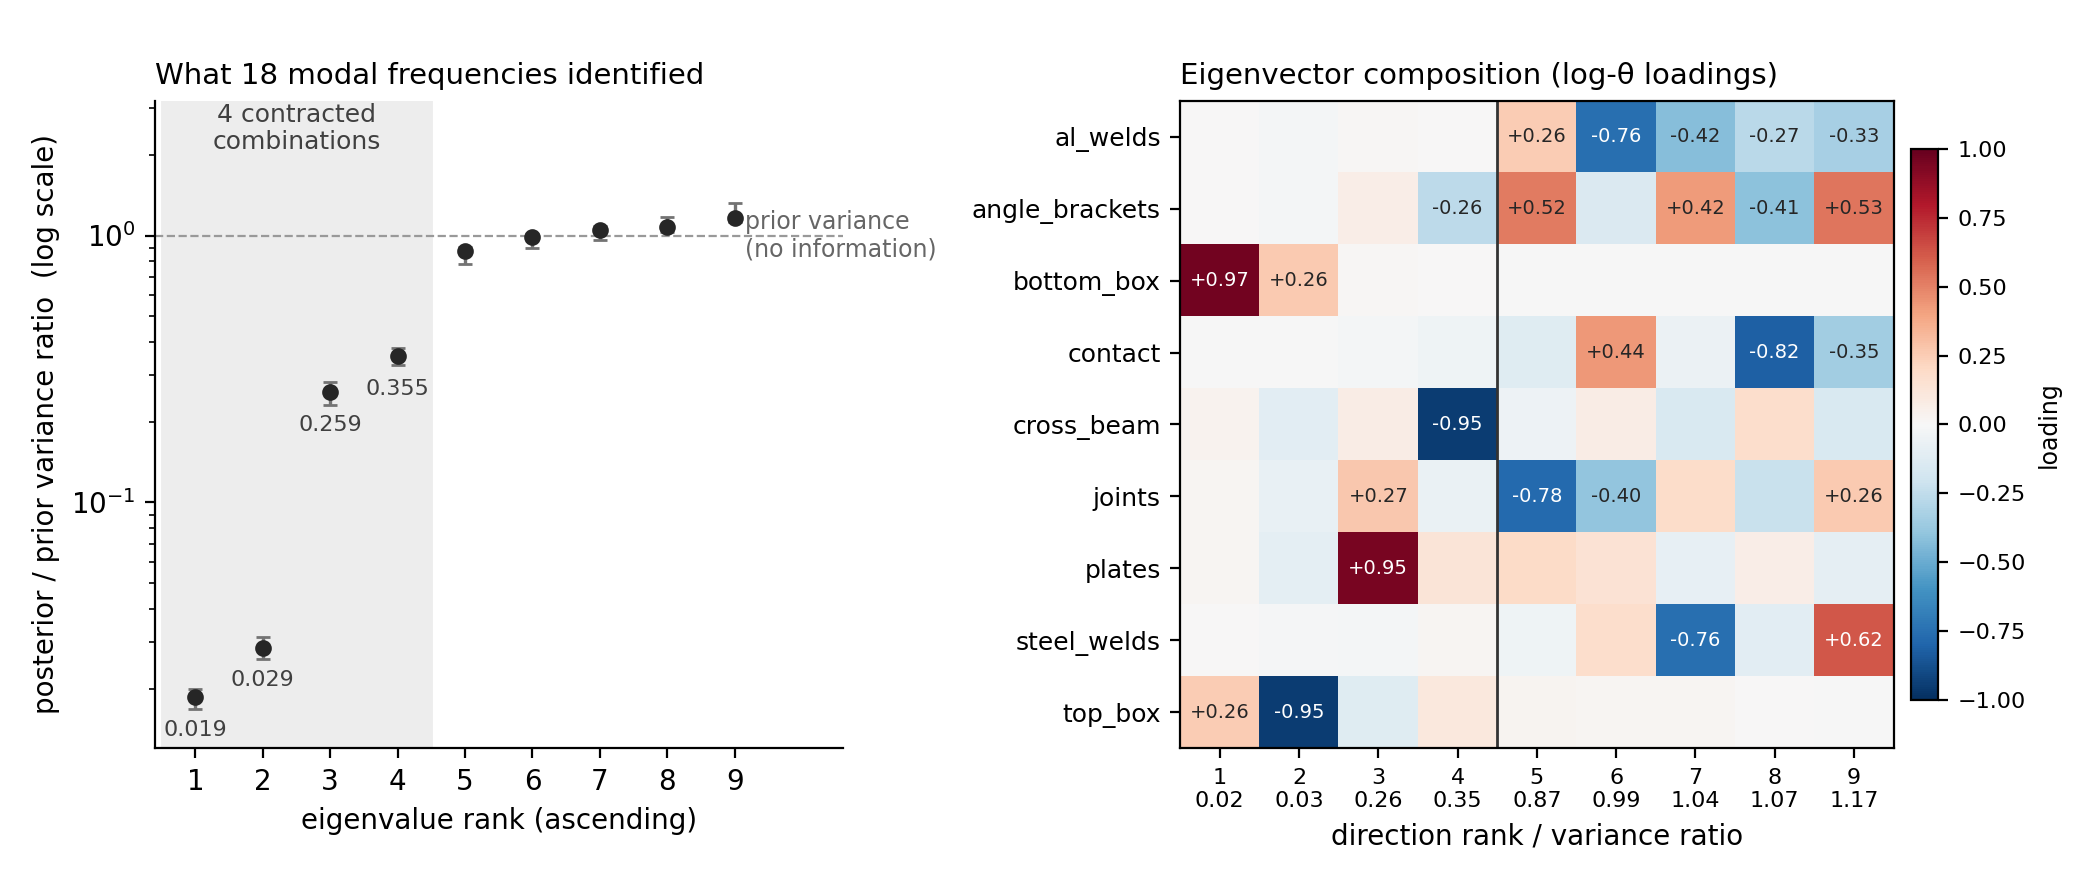 What 18 modal frequencies identified
4 contracted
combinations
prior variance
(no information)
0.355
0.259
0.029
0.019
10⁰
10⁻¹
posterior / prior variance ratio (log scale)
1 2 3 4 5 6 7 8 9
eigenvalue rank (ascending)
Eigenvector composition (log-θ loadings)
al_welds +0.26 -0.76 -0.42 -0.27 -0.33
angle_brackets -0.26 +0.52 +0.42 -0.41 +0.53
bottom_box +0.97 +0.26
contact +0.44 -0.82 -0.35
cross_beam -0.95
joints +0.27 -0.78 -0.40 +0.26
plates +0.95
steel_welds -0.76 +0.62
top_box +0.26 -0.95
1 2 3 4 5 6 7 8 9
0.02 0.03 0.26 0.35 0.87 0.99 1.04 1.07 1.17
direction rank / variance ratio
1.00
0.75
0.50
0.25
0.00
−0.25
−0.50
−0.75
−1.00
loading